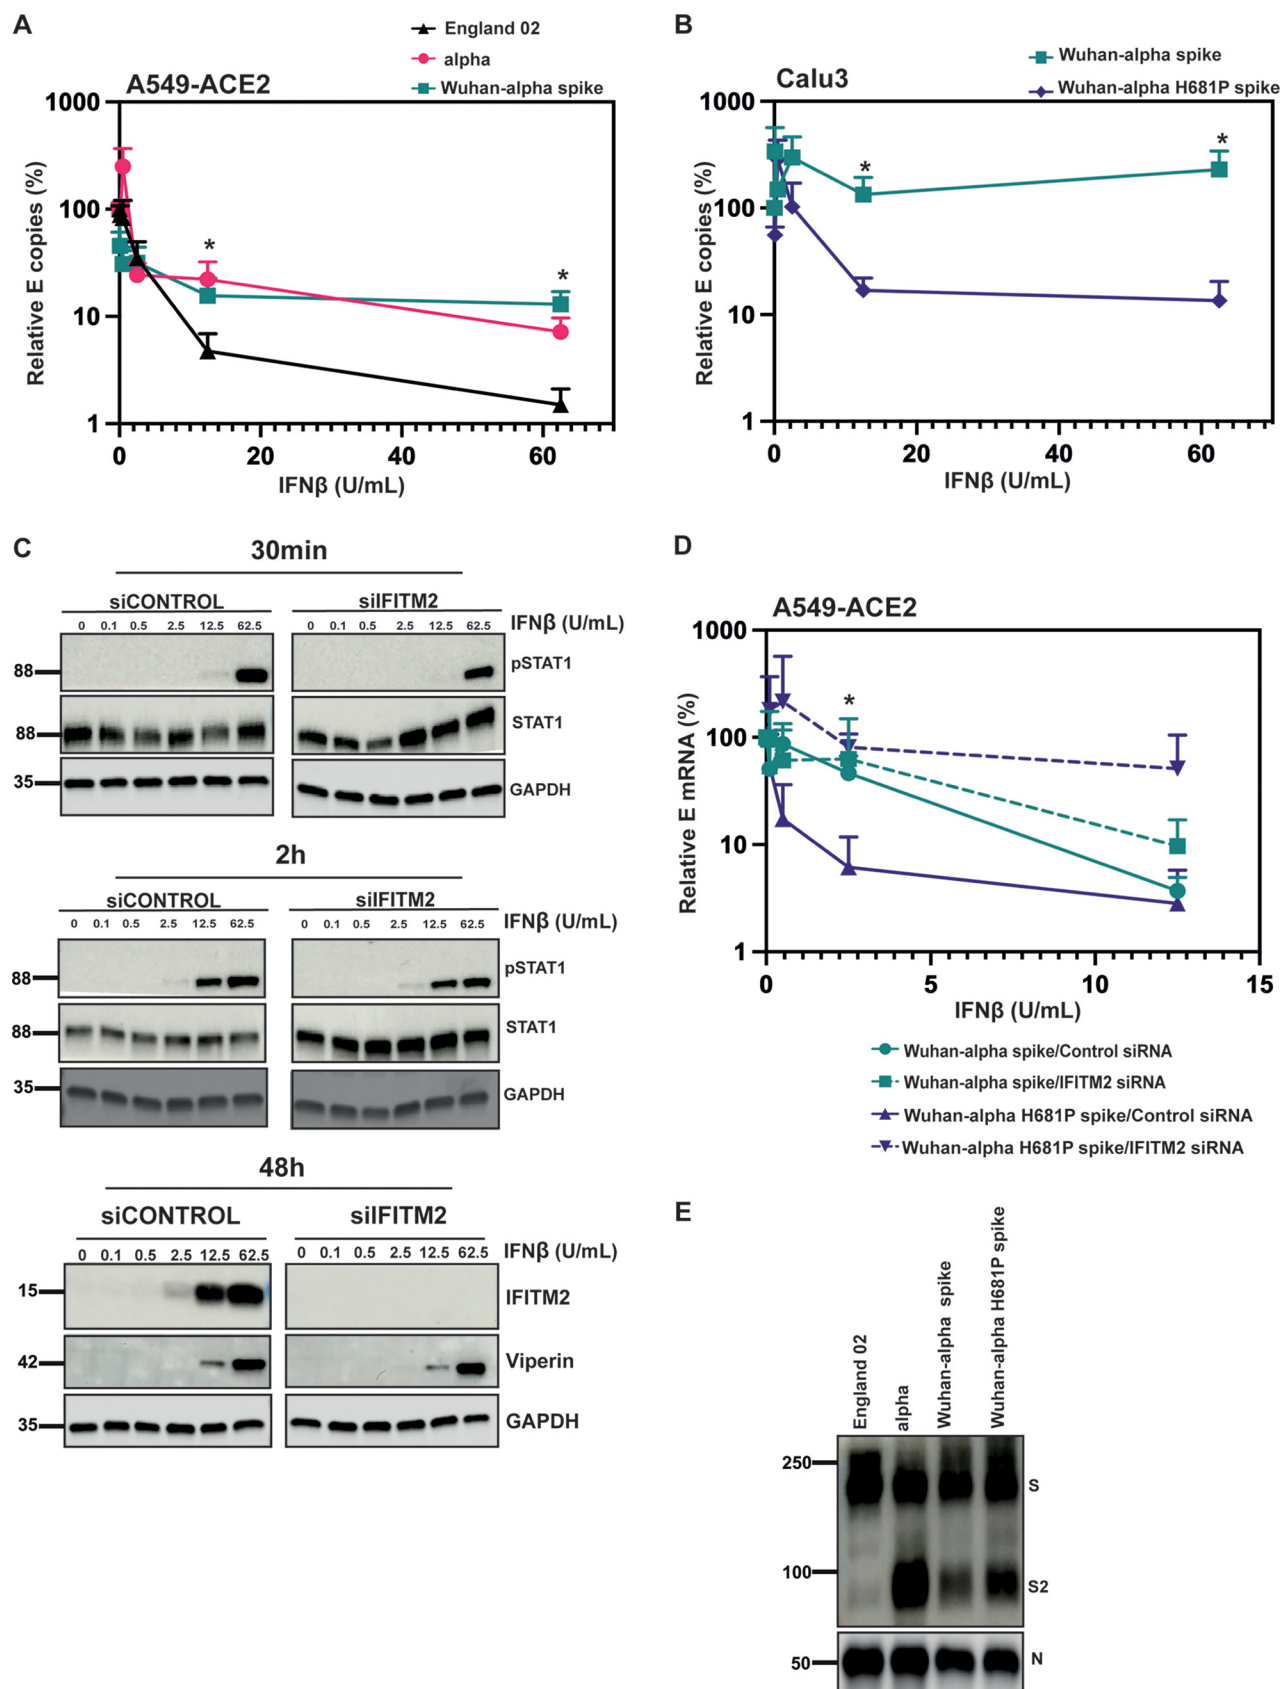 A
England 02
alpha
Wuhan-alpha spike
A549-ACE2
1000
100
10
1
Relative E copies (%)
0 20 40 60
IFNβ (U/mL)
B
Wuhan-alpha spike
Wuhan-alpha H681P spike
Calu3
1000
100
10
1
Relative E copies (%)
0 20 40 60
IFNβ (U/mL)
* *
* *
C
30min
siCONTROL siIFITM2
0 0.1 0.5 2.5 12.5 62.5 0 0.1 0.5 2.5 12.5 62.5 IFNβ (U/mL)
88 pSTAT1
88 STAT1
35 GAPDH
2h
siCONTROL siIFITM2
0 0.1 0.5 2.5 12.5 62.5 0 0.1 0.5 2.5 12.5 62.5 IFNβ (U/mL)
88 pSTAT1
88 STAT1
35 GAPDH
48h
siCONTROL siIFITM2
0 0.1 0.5 2.5 12.5 62.5 0 0.1 0.5 2.5 12.5 62.5 IFNβ (U/mL)
15 IFITM2
42 Viperin
35 GAPDH
D
A549-ACE2
1000
100
10
1
Relative E mRNA (%)
*
0 5 10 15
IFNβ (U/mL)
Wuhan-alpha spike/Control siRNA
Wuhan-alpha spike/IFITM2 siRNA
Wuhan-alpha H681P spike/Control siRNA
Wuhan-alpha H681P spike/IFITM2 siRNA
E
England 02
alpha
Wuhan-alpha spike
Wuhan-alpha H681P spike
250 S
100 S2
50 N